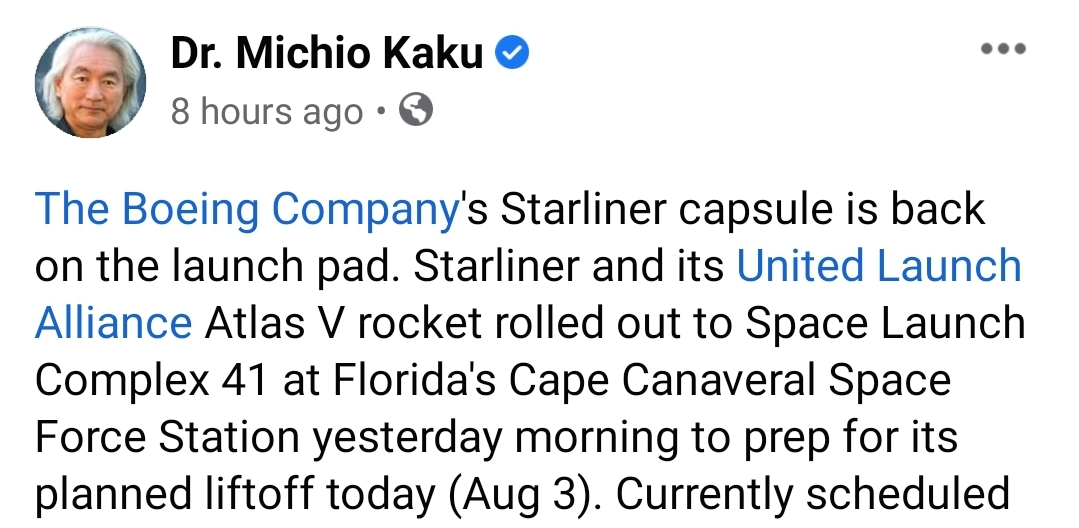 Dr. Michio Kaku
8 hours ago •
The Boeing Company's Starliner capsule is back
on the launch pad. Starliner and its United Launch
Alliance Atlas V rocket rolled out to Space Launch
Complex 41 at Florida's Cape Canaveral Space
Force Station yesterday morning to prep for its
planned liftoff today (Aug 3). Currently scheduled